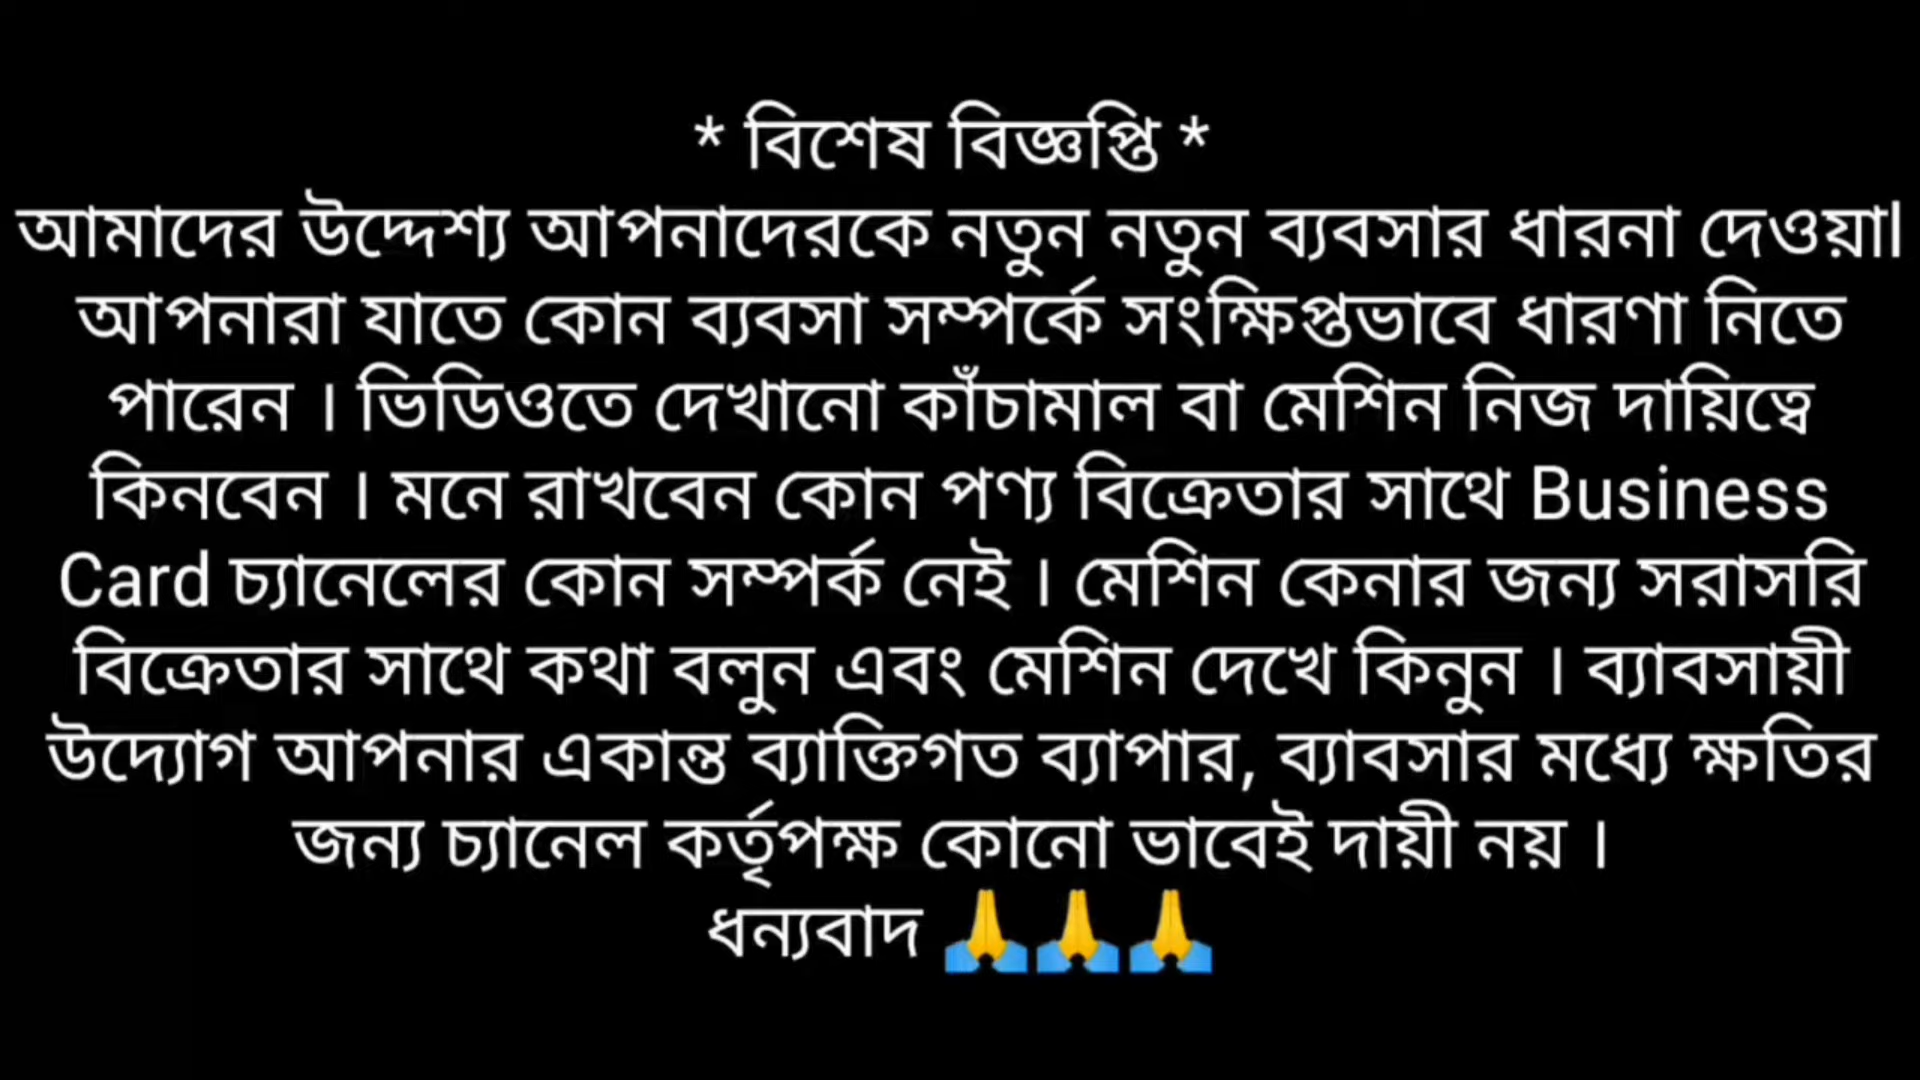 * বিশেষ বিজ্ঞপ্তি *
আমাদের উদ্দেশ্য আপনাদেরকে নতুন নতুন ব্যবসার ধারনা দেওয়া।
আপনারা যাতে কোন ব্যবসা সম্পর্কে সংক্ষিপ্তভাবে ধারণা নিতে
পারেন । ভিডিওতে দেখানো কাঁচামাল বা মেশিন নিজ দায়িত্বে
কিনবেন । মনে রাখবেন কোন পণ্য বিক্রেতার সাথে Business
Card চ্যানেলের কোন সম্পর্ক নেই । মেশিন কেনার জন্য সরাসরি
বিক্রেতার সাথে কথা বলুন এবং মেশিন দেখে কিনুন । ব্যাবসায়ী
উদ্যোগ আপনার একান্ত ব্যাক্তিগত ব্যাপার, ব্যাবসার মধ্যে ক্ষতির
জন্য চ্যানেল কর্তৃপক্ষ কোনো ভাবেই দায়ী নয় ।
ধন্যবাদ 🙏🙏🙏